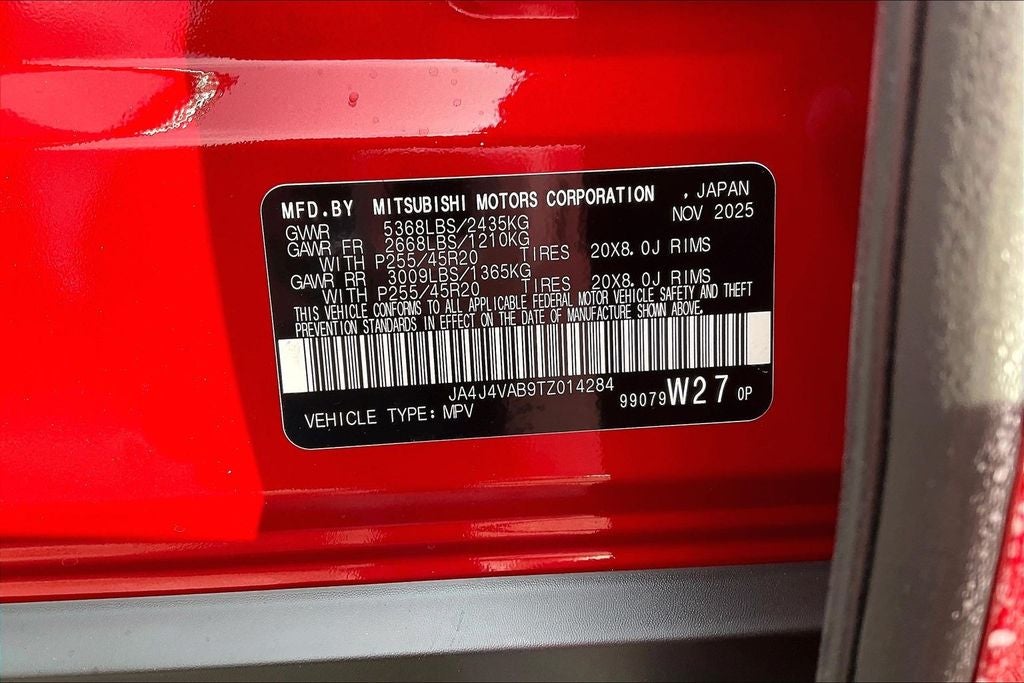 MFD.BY MITSUBISHI MOTORS CORPORATION , JAPAN
NOV 2025
GVWR 5368LBS/2435KG
GAWR FR 2668LBS/1210KG
WITH P255/45R20 TIRES 20X8.0J RIMS
GAWR RR 3009LBS/1365KG
WITH P255/45R20 TIRES 20X8.0J RIMS
THIS VEHICLE CONFORMS TO ALL APPLICABLE FEDERAL MOTOR VEHICLE SAFETY AND THEFT
PREVENTION STANDARDS IN EFFECT ON THE DATE OF MANUFACTURE SHOWN ABOVE.
JA4J4VAB9TZ014284
99079W27 0P
VEHICLE TYPE: MPV